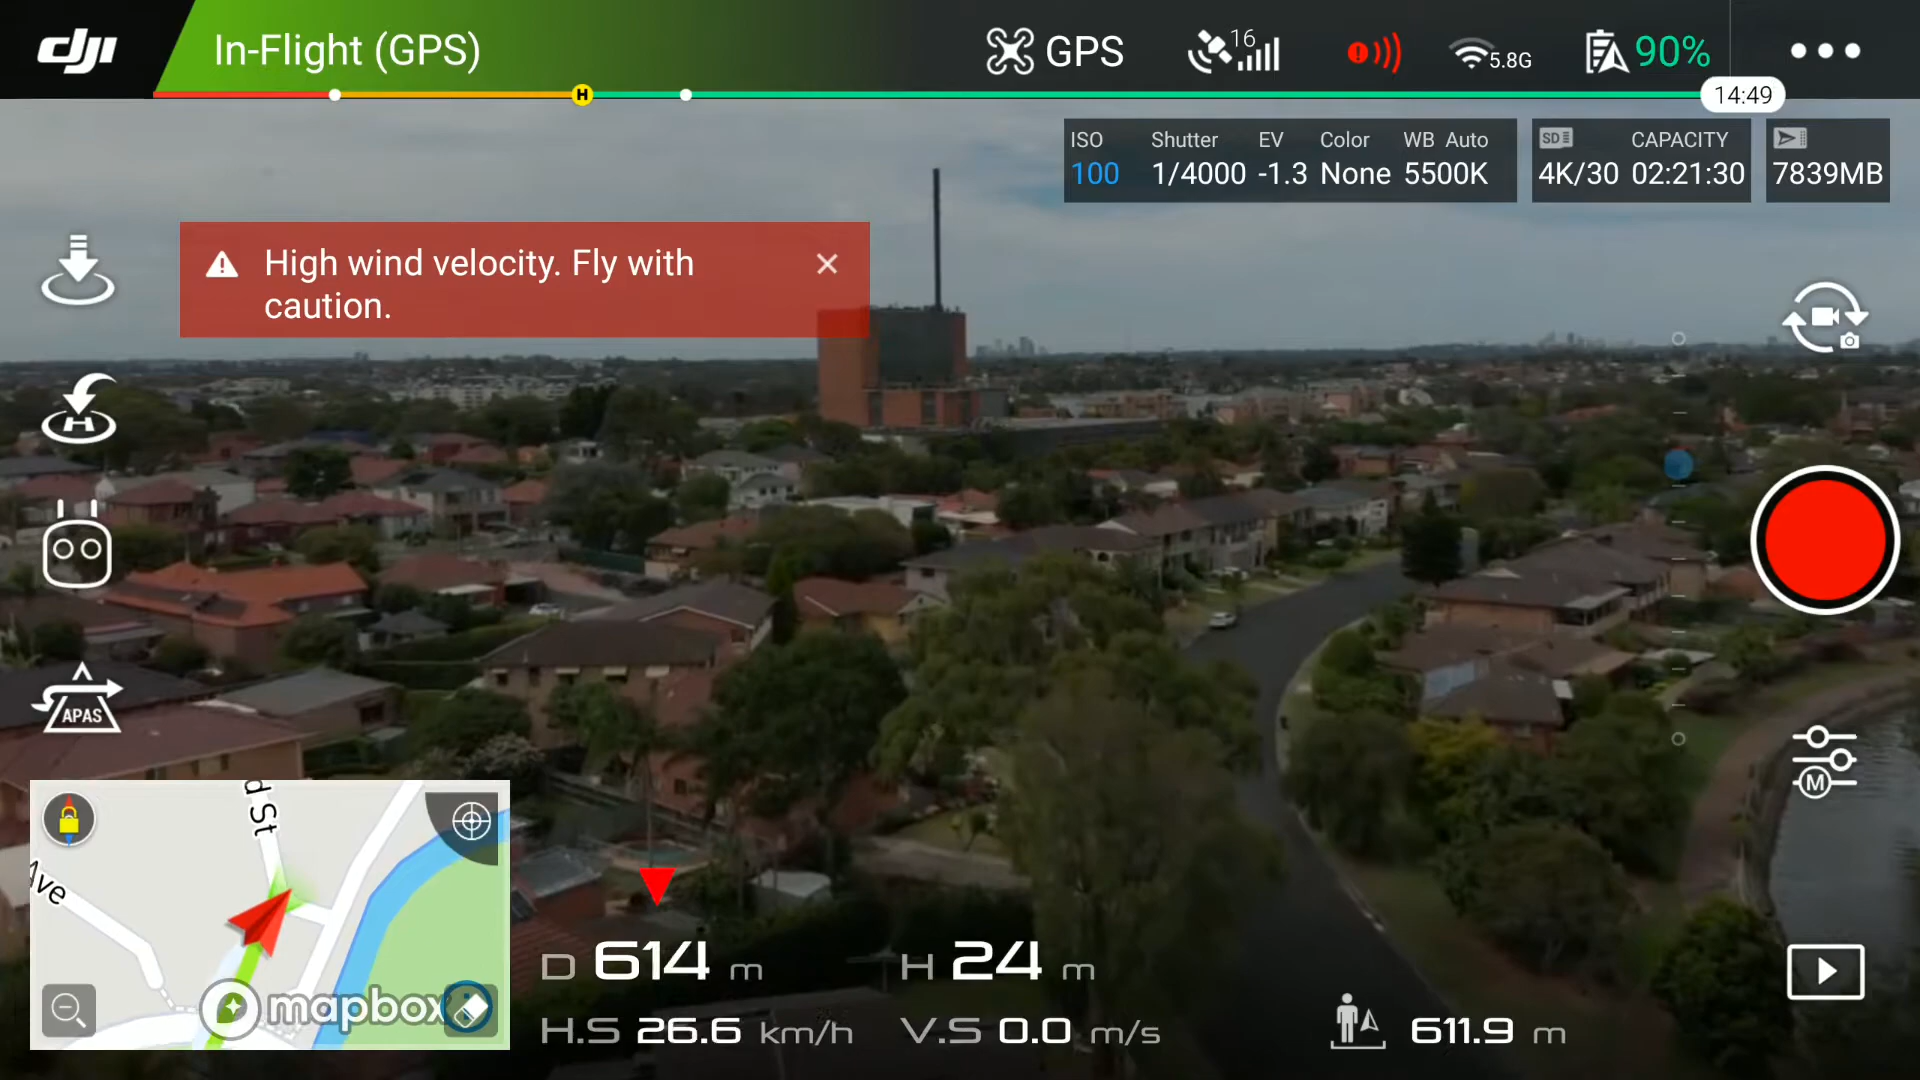 dji
In-Flight (GPS)
GPS
16
5.8G
90%
H
14:49
ISO Shutter EV Color WB Auto
100 1/4000 -1.3 None 5500K
SD CAPACITY
4K/30 02:21:30
7839MB
High wind velocity. Fly with
caution.
H
APAS
M
d St
Ave
mapbox
D 614 m
H 24 m
H.S 26.6 km/h
V.S 0.0 m/s
611.9 m